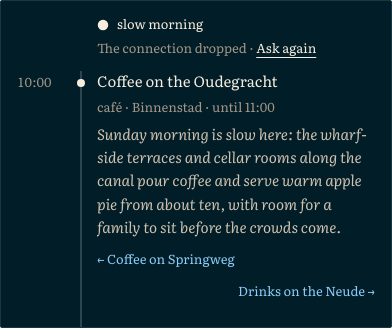 slow morning
The connection dropped · Ask again
10:00 Coffee on the Oudegracht
café · Binnenstad · until 11:00
Sunday morning is slow here: the wharf-
side terraces and cellar rooms along the
canal pour coffee and serve warm apple
pie from about ten, with room for a
family to sit before the crowds come.
← Coffee on Springweg
Drinks on the Neude →